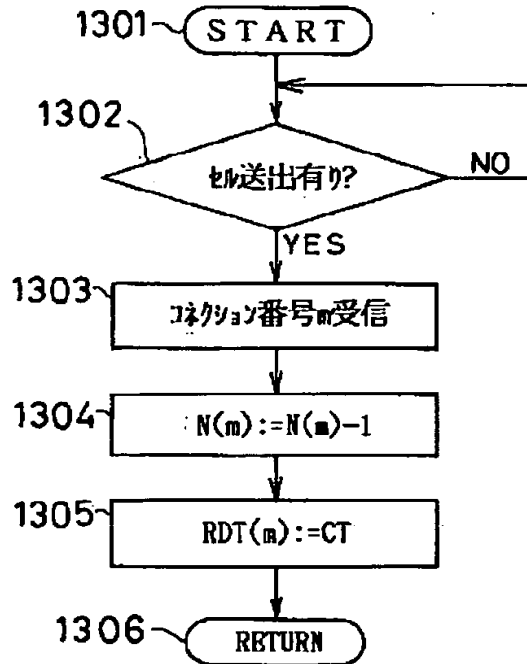 1301 START
1302
セル送出有り?
NO
YES
1303
コネクション番号m受信
1304
N(m):=N(m)-1
1305
RDT(m):=CT
1306 RETURN